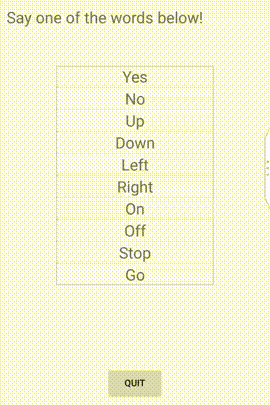 Say one of the words below!
Yes
No
Up
Down
Left
Right
On
Off
Stop
Go
QUIT